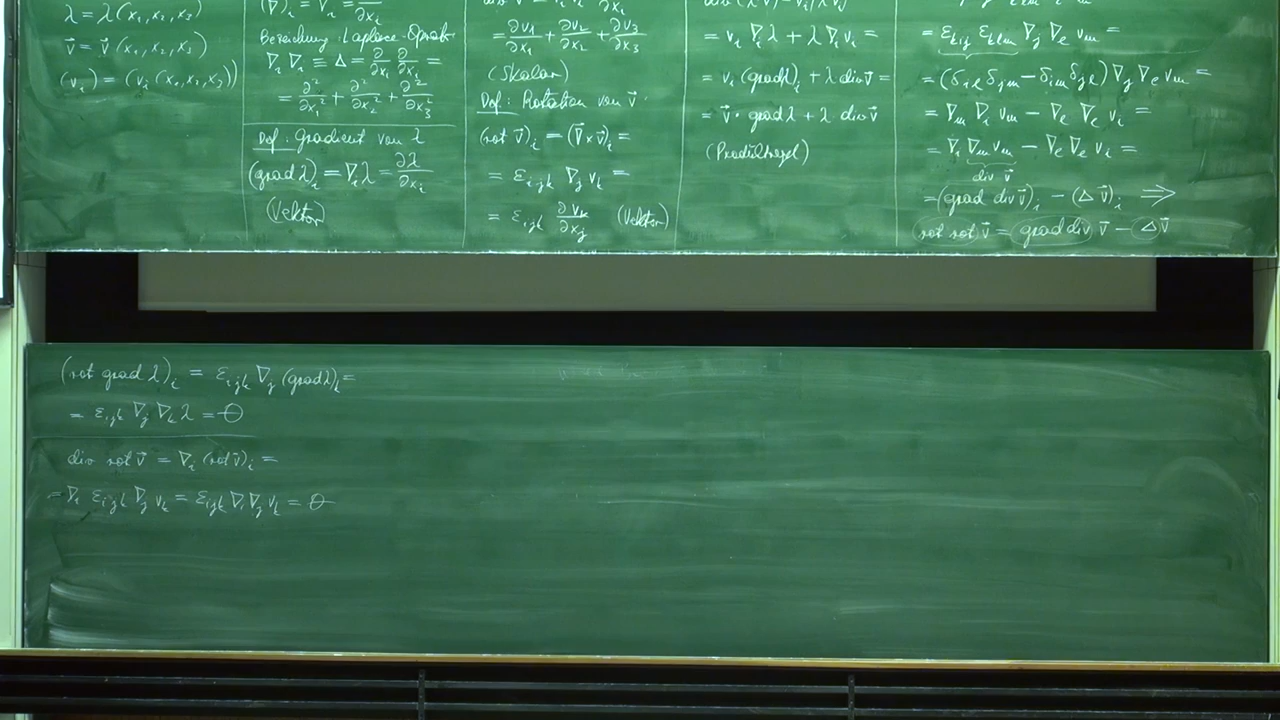 λ = λ(x₁, x₂, x₃)
v⃗ = v⃗ (x₁, x₂, x₃)
(vᵢ) = (vᵢ (x₁, x₂, x₃))
(∇⃗)ᵢ = ∇ᵢ = ∂/∂xᵢ
Bezeichnung: Laplace-Operator
∇ᵢ ∇ᵢ ≡ Δ = ∂/∂xᵢ ∂/∂xᵢ =
= ∂²/∂x₁² + ∂²/∂x₂² + ∂²/∂x₃²
Def: Gradient von λ
(grad λ)ᵢ = ∇ᵢλ = ∂λ/∂xᵢ
(Vektor)
= ∂v₁/∂x₁ + ∂v₂/∂x₂ + ∂v₃/∂x₃
(Skalar)
Def: Rotation von v⃗
(rot v⃗)ᵢ = (∇⃗×v⃗)ᵢ =
= εᵢⱼₖ ∇ⱼ vₖ =
= εᵢⱼₖ ∂vₖ/∂xⱼ (Vektor)
div (λv⃗) = ∇ᵢ λvᵢ
= vᵢ ∇ᵢ λ + λ ∇ᵢ vᵢ =
= vᵢ (grad λ)ᵢ + λ div v⃗ =
= v⃗ · grad λ + λ div v⃗
(Produktregel)
= εₖᵢⱼ εₖₗₘ ∇ⱼ ∇ₗ vₘ =
= (δᵢₗ δⱼₘ − δᵢₘ δⱼₗ) ∇ⱼ ∇ₗ vₘ =
= ∇ₘ ∇ᵢ vₘ − ∇ₗ ∇ₗ vᵢ =
= ∇ᵢ ∇ₘ vₘ − ∇ₗ ∇ₗ vᵢ =
div v⃗
= (grad div v⃗)ᵢ − (Δ v⃗)ᵢ ⇒
rot rot v⃗ = grad div v⃗ − Δ v⃗
(rot grad λ)ᵢ = εᵢⱼₖ ∇ⱼ (grad λ)ₖ =
= εᵢⱼₖ ∇ⱼ ∇ₖ λ = 0
div rot v⃗ = ∇ᵢ (rot v⃗)ᵢ =
= ∇ᵢ εᵢⱼₖ ∇ⱼ vₖ = εᵢⱼₖ ∇ᵢ ∇ⱼ vₖ = 0